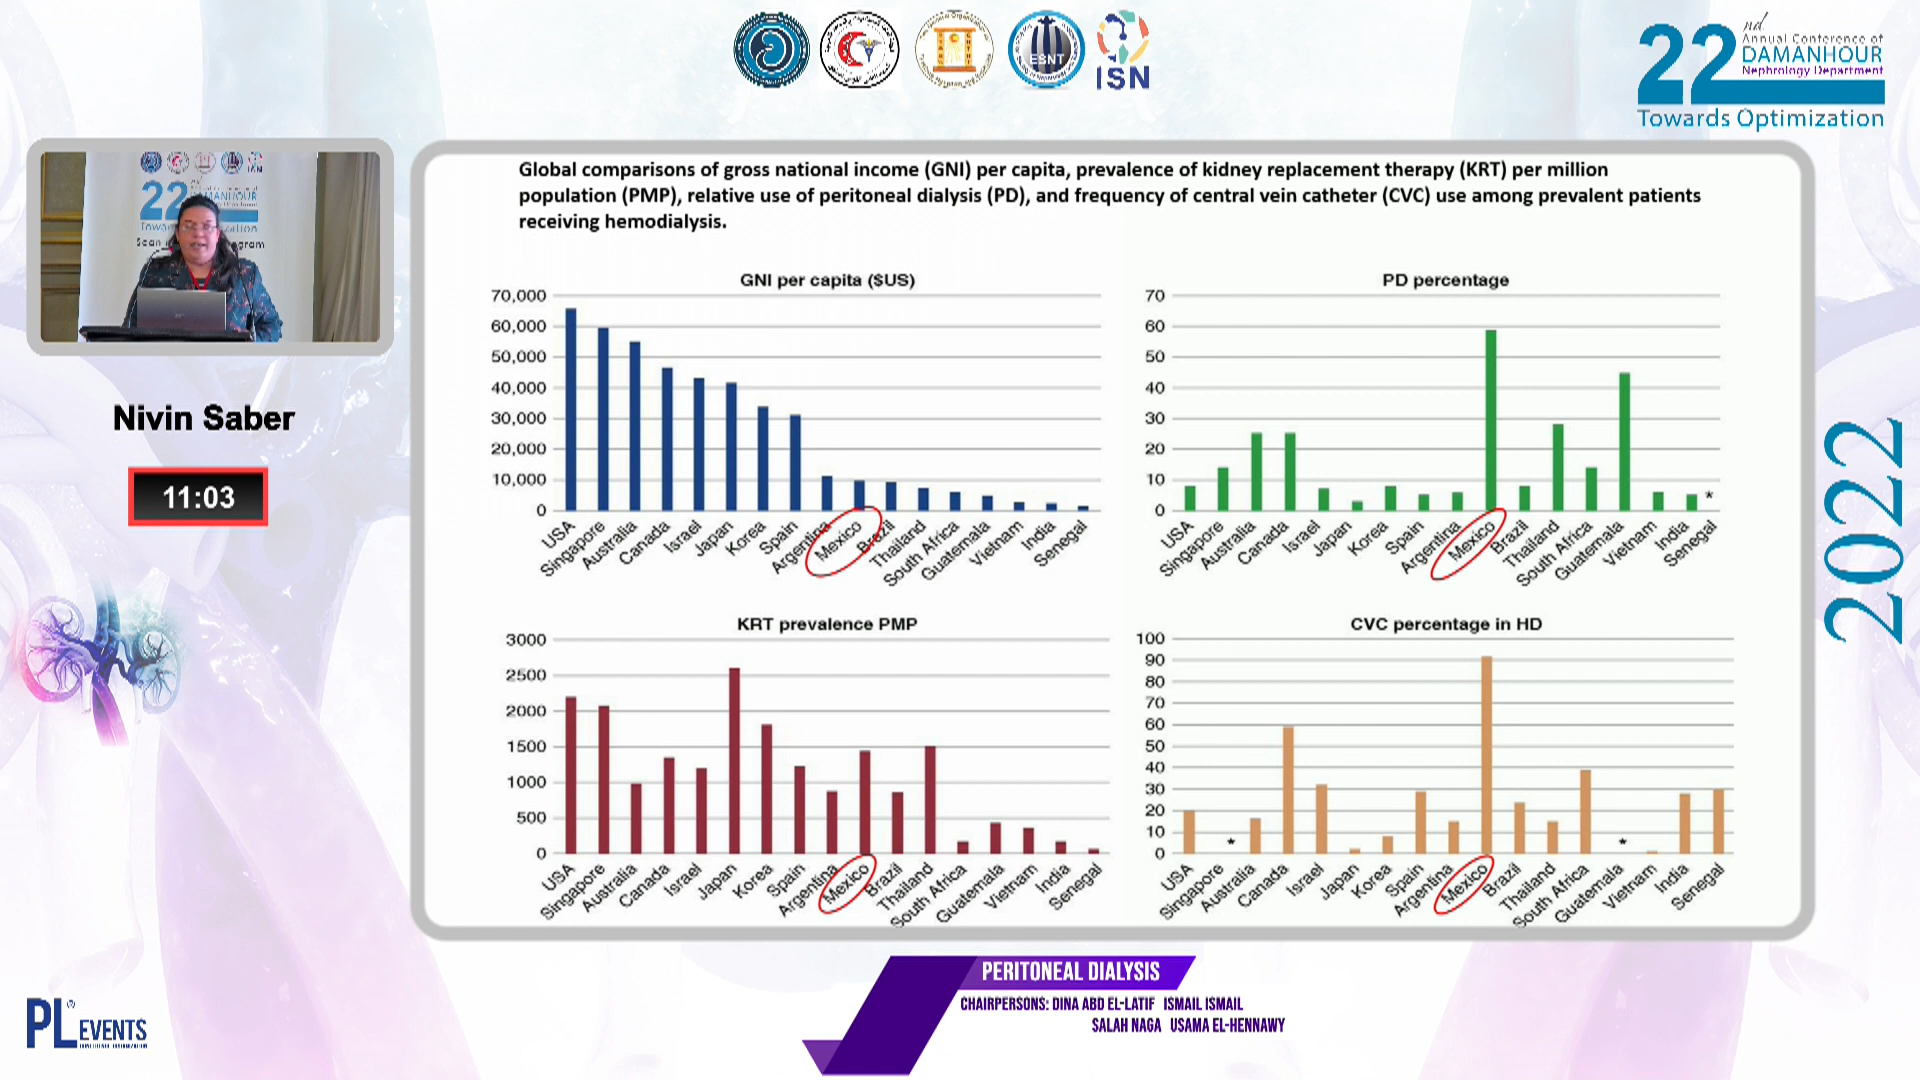 ESNT
ISN
22nd
Annual Conference of
DAMANHOUR
Nephrology Department
Towards Optimization
22
DAMANHOUR
Nivin Saber
11:03
Global comparisons of gross national income (GNI) per capita, prevalence of kidney replacement therapy (KRT) per million
population (PMP), relative use of peritoneal dialysis (PD), and frequency of central vein catheter (CVC) use among prevalent patients
receiving hemodialysis.
GNI per capita ($US)
70,000
60,000
50,000
40,000
30,000
20,000
10,000
0
USA
Singapore
Australia
Canada
Israel
Japan
Korea
Spain
Argentina
Mexico
Brazil
Thailand
South Africa
Guatemala
Vietnam
India
Senegal
PD percentage
70
60
50
40
30
20
10
0
*
USA
Singapore
Australia
Canada
Israel
Japan
Korea
Spain
Argentina
Mexico
Brazil
Thailand
South Africa
Guatemala
Vietnam
India
Senegal
KRT prevalence PMP
3000
2500
2000
1500
1000
500
0
USA
Singapore
Australia
Canada
Israel
Japan
Korea
Spain
Argentina
Mexico
Brazil
Thailand
South Africa
Guatemala
Vietnam
India
Senegal
CVC percentage in HD
100
90
80
70
60
50
40
30
20
10
0
*
*
USA
Singapore
Australia
Canada
Israel
Japan
Korea
Spain
Argentina
Mexico
Brazil
Thailand
South Africa
Guatemala
Vietnam
India
Senegal
2022
PERITONEAL DIALYSIS
CHAIRPERSONS: DINA ABD EL-LATIF ISMAIL ISMAIL
SALAH NAGA USAMA EL-HENNAWY
PL® EVENTS